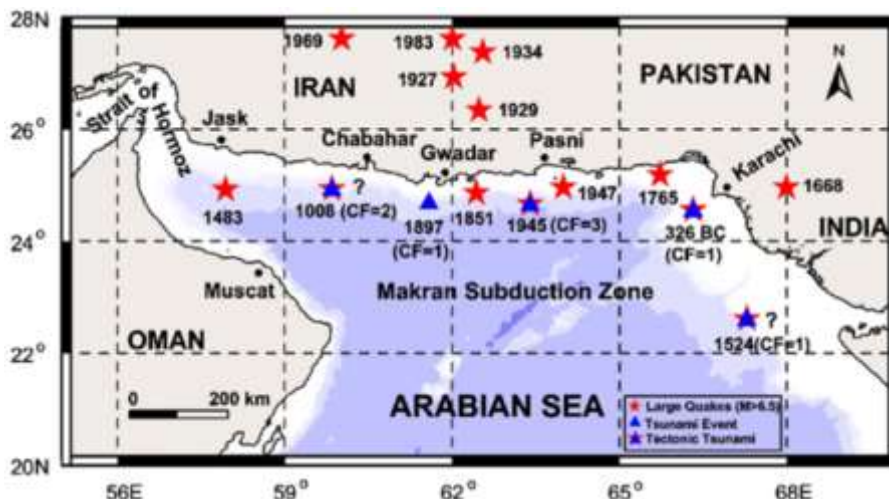 28N
1969
1983
1934
N
IRAN
PAKISTAN
1927
Strait of
Hormoz
1929
26°
Jask
Chabahar
Gwadar
Pasni
Karachi
1483
?
1008 (CF=2)
1897
(CF=1)
1851
1945 (CF=3)
1947
1765
1668
326 BC
(CF=1)
INDIA
24°
Muscat
Makran Subduction Zone
OMAN
?
1524(CF=1)
22°
0 200 km
ARABIAN SEA
Large Quakes (M>6.5)
Tsunami Event
Tectonic Tsunami
20N
56E 59° 62° 65° 68E